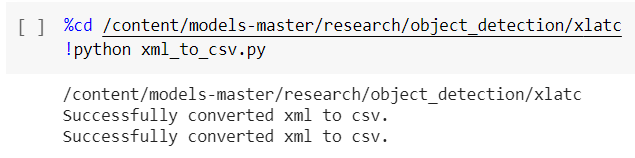 [ ] %cd /content/models-master/research/object_detection/xlatc
!python xml_to_csv.py
/content/models-master/research/object_detection/xlatc
Successfully converted xml to csv.
Successfully converted xml to csv.